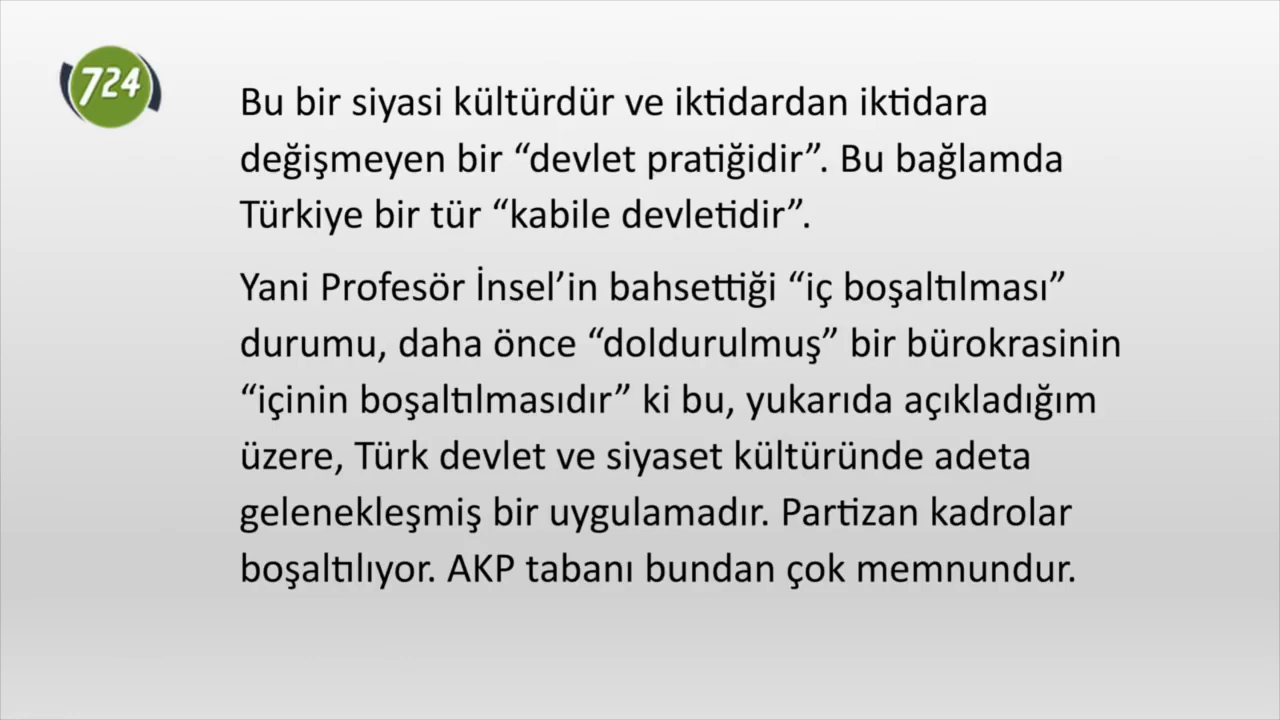 724
Bu bir siyasi kültürdür ve iktidardan iktidara
değişmeyen bir “devlet pratiğidir”. Bu bağlamda
Türkiye bir tür “kabile devletidir”.
Yani Profesör İnsel’in bahsettiği “iç boşaltılması”
durumu, daha önce “doldurulmuş” bir bürokrasinin
“içinin boşaltılmasıdır” ki bu, yukarıda açıkladığım
üzere, Türk devlet ve siyaset kültüründe adeta
gelenekleşmiş bir uygulamadır. Partizan kadrolar
boşaltılıyor. AKP tabanı bundan çok memnundur.